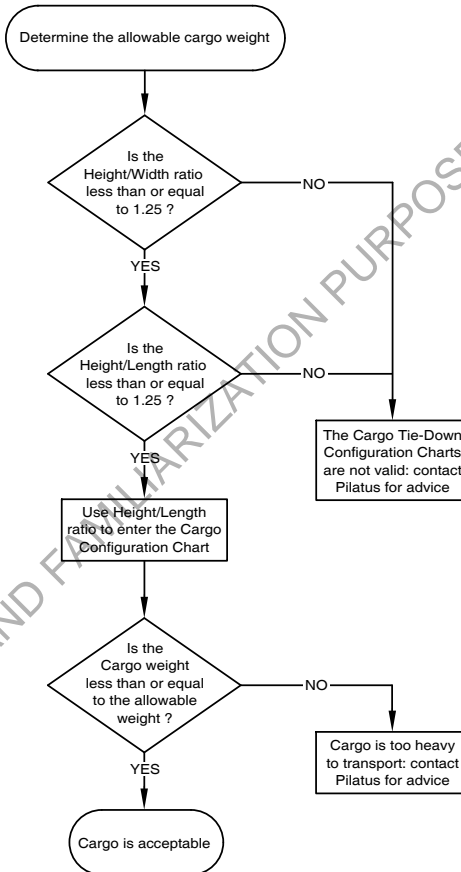 Determine the allowable cargo weight
Is the
Height/Width ratio
less than or equal
to 1.25 ?
NO
YES
Is the
Height/Length ratio
less than or equal
to 1.25 ?
NO
The Cargo Tie-Down
Configuration Charts
are not valid: contact
Pilatus for advice
YES
Use Height/Length
ratio to enter the Cargo
Configuration Chart
Is the
Cargo weight
less than or equal
to the allowable
weight ?
NO
Cargo is too heavy
to transport: contact
Pilatus for advice
YES
Cargo is acceptable
AND FAMILIARIZATION PURPOSE